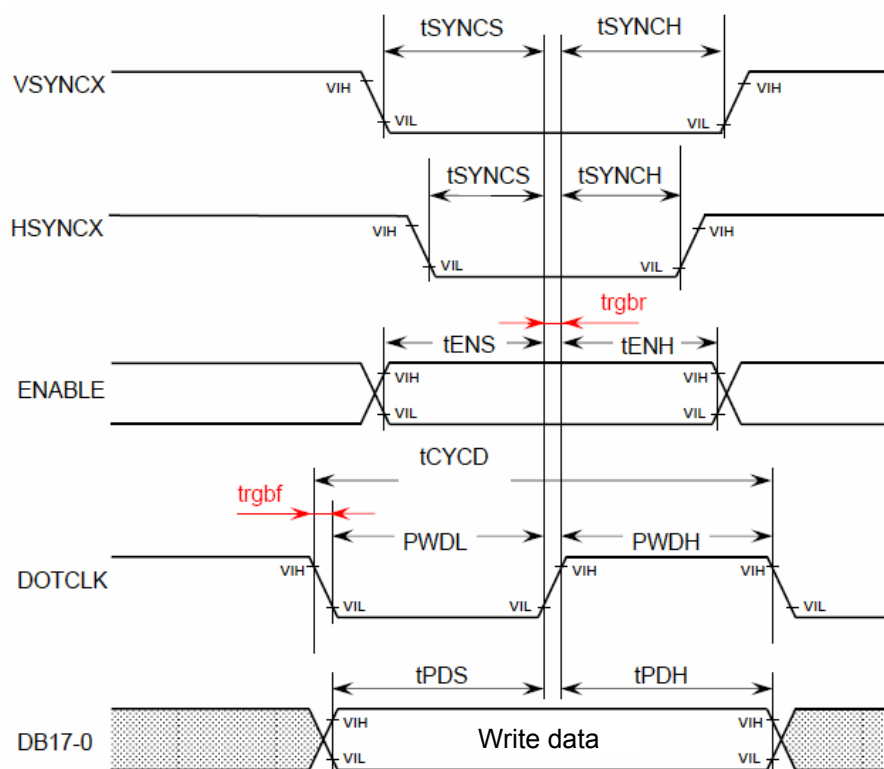 tSYNCS tSYNCH
VSYNCX VIH VIL VIL VIH
tSYNCS tSYNCH
HSYNCX VIH VIL VIL VIH
trgbr
tENS tENH
ENABLE VIH VIH
VIL VIL
tCYCD
trgbf
PWDL PWDH
DOTCLK VIH VIH VIH
VIL VIL VIL
tPDS tPDH
VIH VIH
DB17-0 Write data
VIL VIL